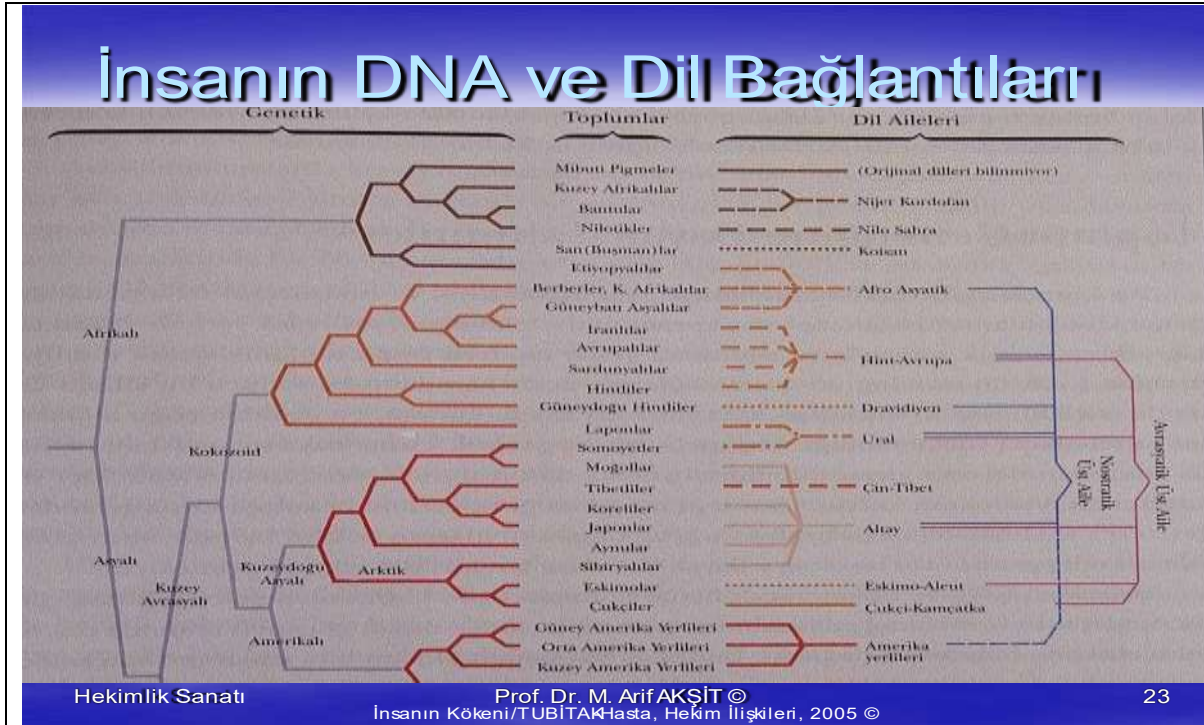 İnsanın DNA ve Dil Bağlantıları
Genetik Toplumlar Dil Aileleri
Mibuti Pigmeler (Orijinal dilleri bilinmiyor)
Kuzey Afrikalılar
Nijer Kordofan
Bantular
Nilotikler Nilo Sahra
San(Buşman)lar Koisan
Etiyopyalılar
Berberler, K. Afrikalılar Afro Asyatik
Güneybatı Asyalılar
Afrikalı
İranlılar
Avrupalılar
Hint-Avrupa
Sardunyalılar
Hintliler
Güneydoğu Hintliler Dravidiyen
Laponlar
Ural
Kokozoid
Somoyetler
Moğollar
Tibetliler Çin-Tibet
Koreliler
Japonlar Altay
Aynular
Asyalı
Kuzeydoğu Asyalı
Arktik
Sibiryalılar
Kuzey Avrasyalı
Eskimolar Eskimo-Aleut
Çukçiler Çukçi-Kamçatka
Güney Amerika Yerlileri
Amerikalı
Orta Amerika Yerlileri
Amerika yerlileri
Kuzey Amerika Yerlileri
Nostratik Üst Aile
Avrasyatik Üst Aile
Hekimlik Sanatı Prof. Dr. M. Arif AKŞİT © 23
İnsanın Kökeni/TUBİTAK-Hasta, Hekim İlişkileri, 2005 ©